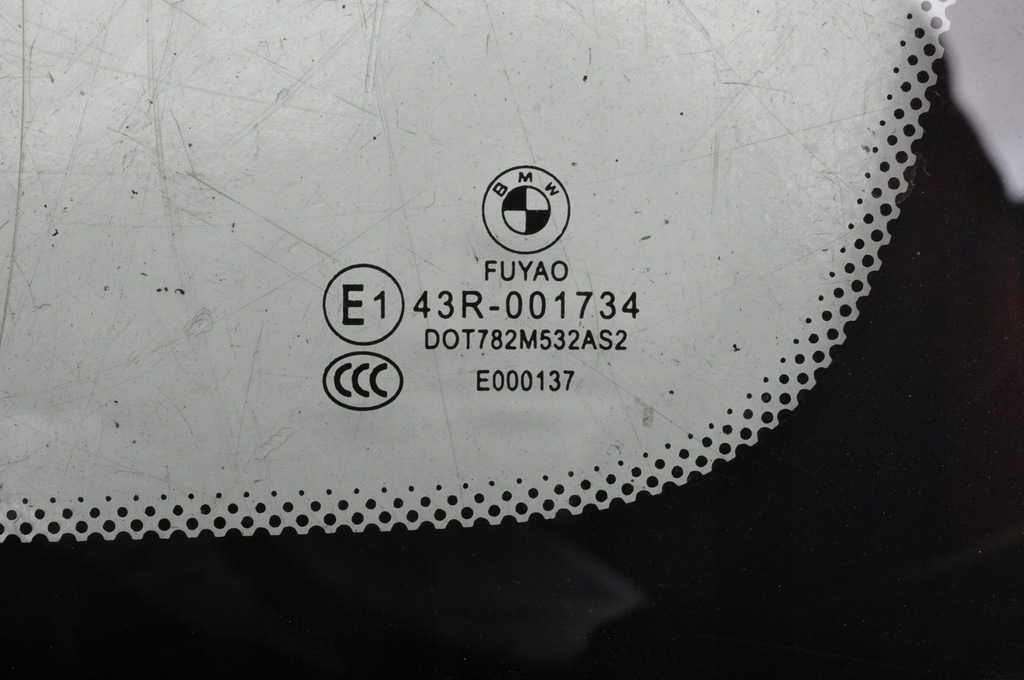 BMW
FUYAO
E1 43R-001734
DOT782M532AS2
CCC E000137